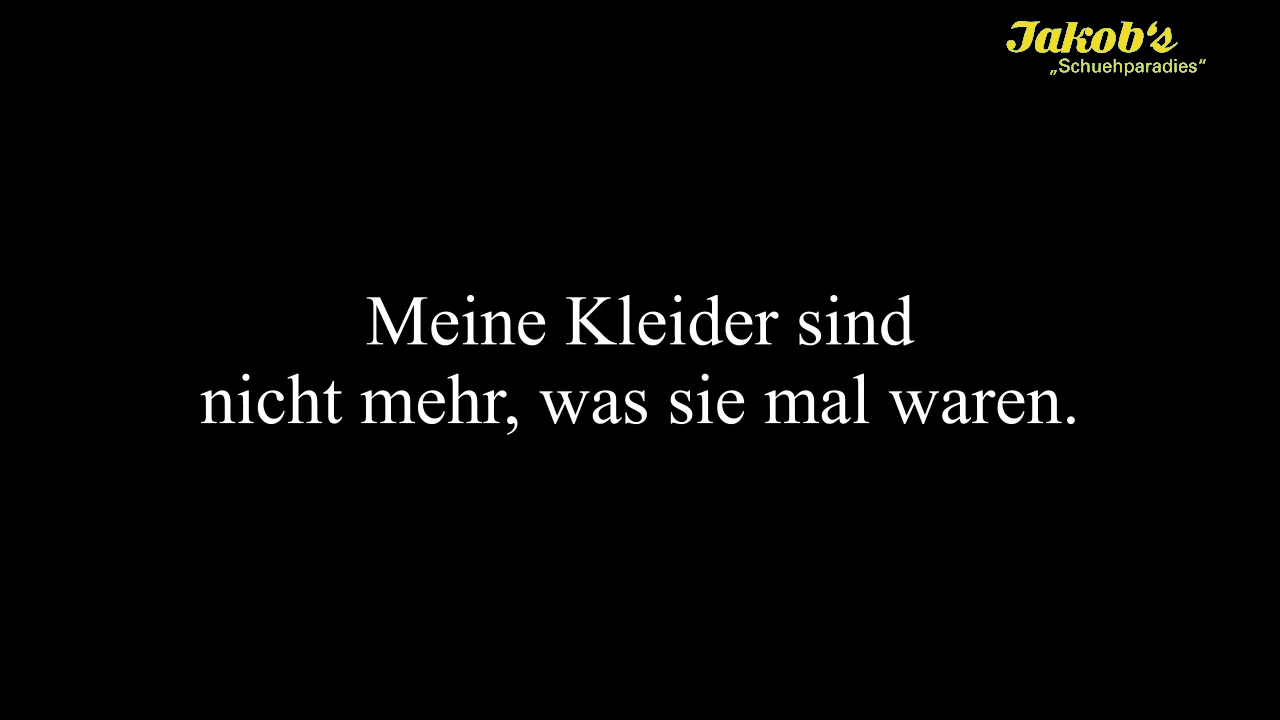 Jakob‘s
„Schuehparadies“
Meine Kleider sind
nicht mehr, was sie mal waren.